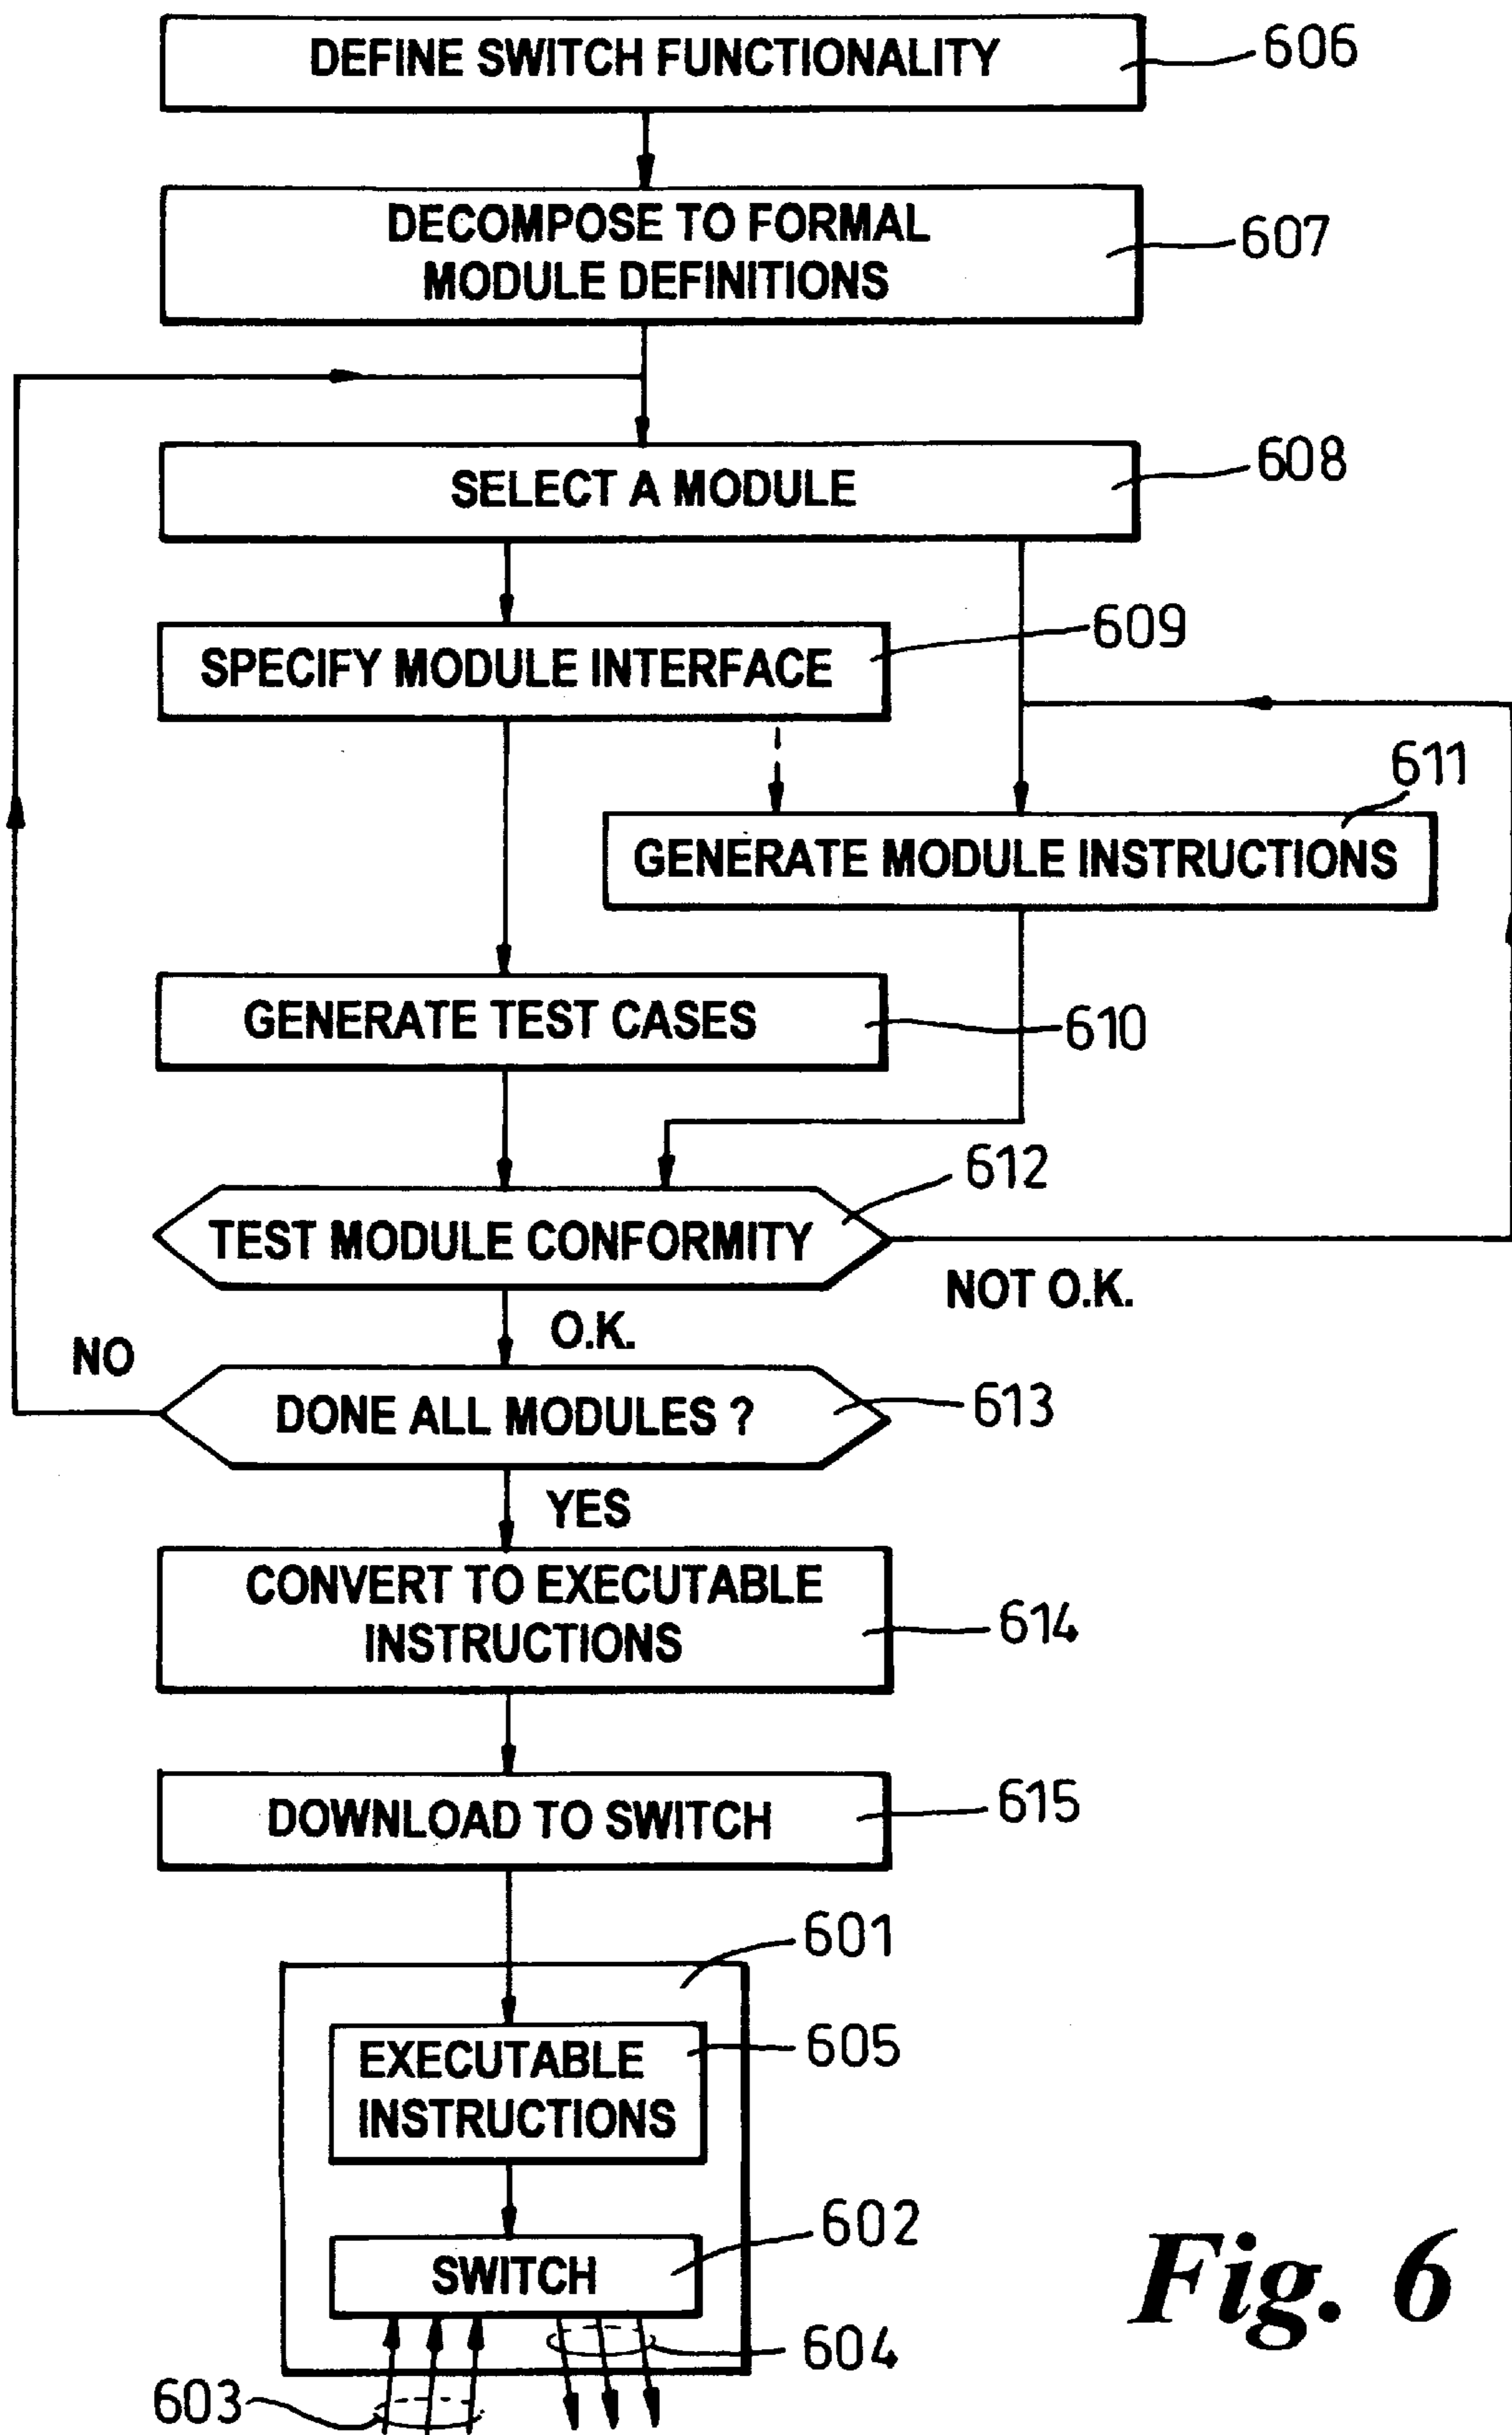 DEFINE SWITCH FUNCTIONALITY
606
DECOMPOSE TO FORMAL
MODULE DEFINITIONS
607
SELECT A MODULE
608
SPECIFY MODULE INTERFACE
609
611
GENERATE MODULE INSTRUCTIONS
GENERATE TEST CASES
610
612
TEST MODULE CONFORMITY
NOT O.K.
O.K.
NO
DONE ALL MODULES ?
613
YES
CONVERT TO EXECUTABLE
INSTRUCTIONS
614
DOWNLOAD TO SWITCH
615
601
EXECUTABLE
INSTRUCTIONS
605
602
SWITCH
604
603
Fig. 6